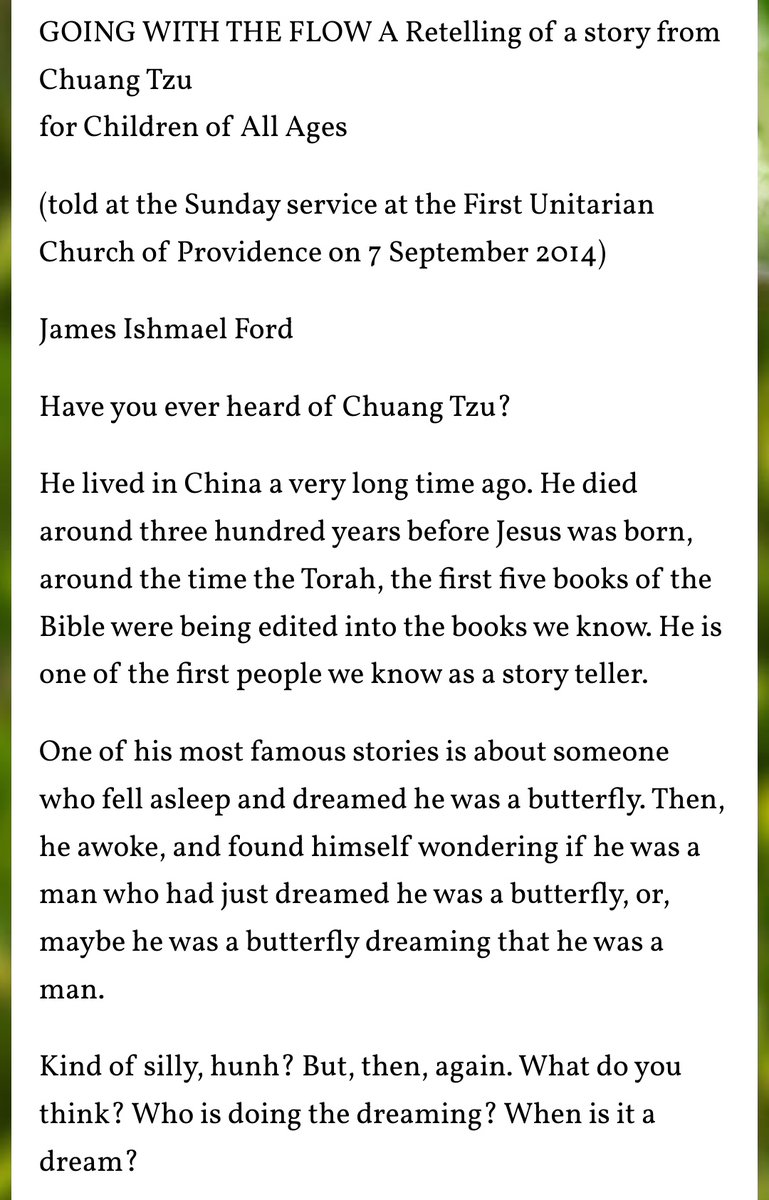 GOING WITH THE FLOW A Retelling of a story from
Chuang Tzu
for Children of All Ages
(told at the Sunday service at the First Unitarian
Church of Providence on 7 September 2014)
James Ishmael Ford
Have you ever heard of Chuang Tzu?
He lived in China a very long time ago. He died
around three hundred years before Jesus was born,
around the time the Torah, the first five books of the
Bible were being edited into the books we know. He is
one of the first people we know as a story teller.
One of his most famous stories is about someone
who fell asleep and dreamed he was a butterfly. Then,
he awoke, and found himself wondering if he was a
man who had just dreamed he was a butterfly, or,
maybe he was a butterfly dreaming that he was a
man.
Kind of silly, hunh? But, then, again. What do you
think? Who is doing the dreaming? When is it a
dream?